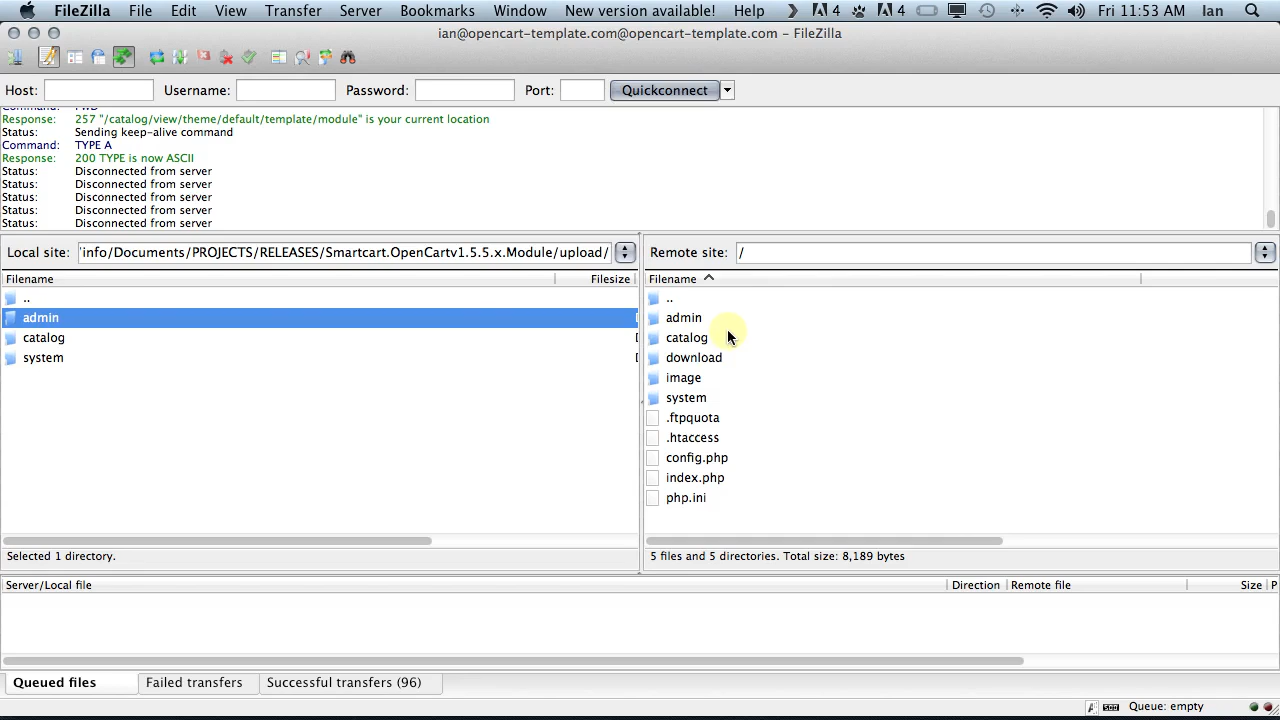 FileZilla File Edit View Transfer Server Bookmarks Window New version available! Help 4 4 Fri 11:53 AM Ian
ian@opencart-template.com@opencart-template.com – FileZilla
Host: Username: Password: Port: Quickconnect
Response: 257 "/catalog/view/theme/default/template/module" is your current location
Status: Sending keep-alive command
Command: TYPE A
Response: 200 TYPE is now ASCII
Status: Disconnected from server
Status: Disconnected from server
Status: Disconnected from server
Status: Disconnected from server
Status: Disconnected from server
Local site: 'info/Documents/PROJECTS/RELEASES/Smartcart.OpenCartv1.5.5.x.Module/upload/ Remote site: /
Filename Filesize Filename
.. ..
admin admin
catalog catalog
system download
image
system
.ftpquota
.htaccess
config.php
index.php
php.ini
Selected 1 directory. 5 files and 5 directories. Total size: 8,189 bytes
Server/Local file Direction Remote file Size P
Queued files Failed transfers Successful transfers (96)
Queue: empty